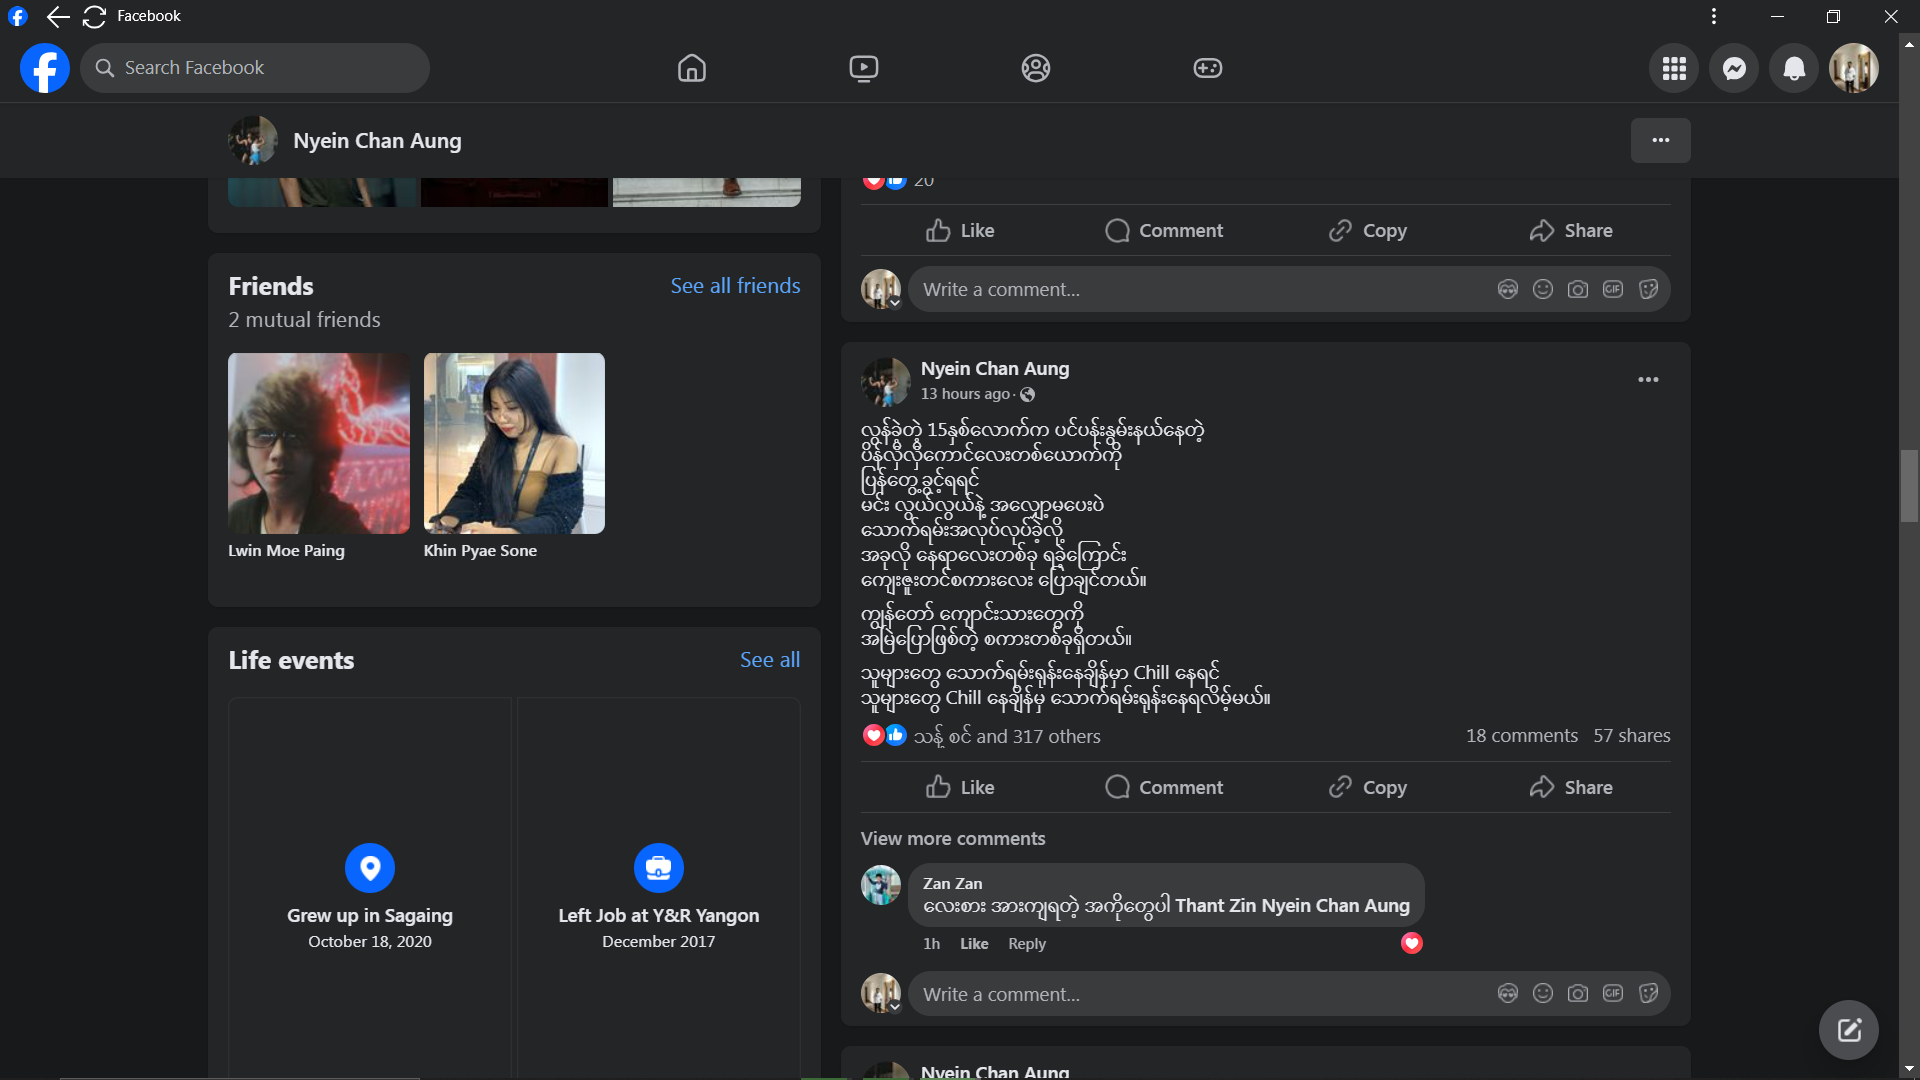 Facebook
Search Facebook
Nyein Chan Aung
20
Like Comment Copy Share
Write a comment...
GIF
Friends
See all friends
2 mutual friends
Lwin Moe Paing
Khin Pyae Sone
Life events
See all
Grew up in Sagaing
October 18, 2020
Left Job at Y&R Yangon
December 2017
Nyein Chan Aung
13 hours ago ·
လွန်ခဲ့တဲ့ 15နှစ်လောက်က ပင်ပန်းနွမ်းနယ်နေတဲ့
ပိန်လှီလှီကောင်လေးတစ်ယောက်ကို
ပြန်တွေ့ခွင့်ရရင်
မင်း လွယ်လွယ်နဲ့ အလျှော့မပေးပဲ
သောက်ရမ်းအလုပ်လုပ်ခဲ့လို့
အခုလို နေရာလေးတစ်ခု ရခဲ့ကြောင်း
ကျေးဇူးတင်စကားလေး ပြောချင်တယ်။
ကျွန်တော် ကျောင်းသားတွေကို
အမြဲပြောဖြစ်တဲ့ စကားတစ်ခုရှိတယ်။
သူများတွေ သောက်ရမ်းရုန်းနေချိန်မှာ Chill နေရင်
သူများတွေ Chill နေချိန်မှ သောက်ရမ်းရုန်းနေရလိမ့်မယ်။
သန့် စင် and 317 others
18 comments 57 shares
Like Comment Copy Share
View more comments
Zan Zan
လေးစား အားကျရတဲ့ အကိုတွေပါ Thant Zin Nyein Chan Aung
1h Like Reply
Write a comment...
GIF
Nyein Chan Aung